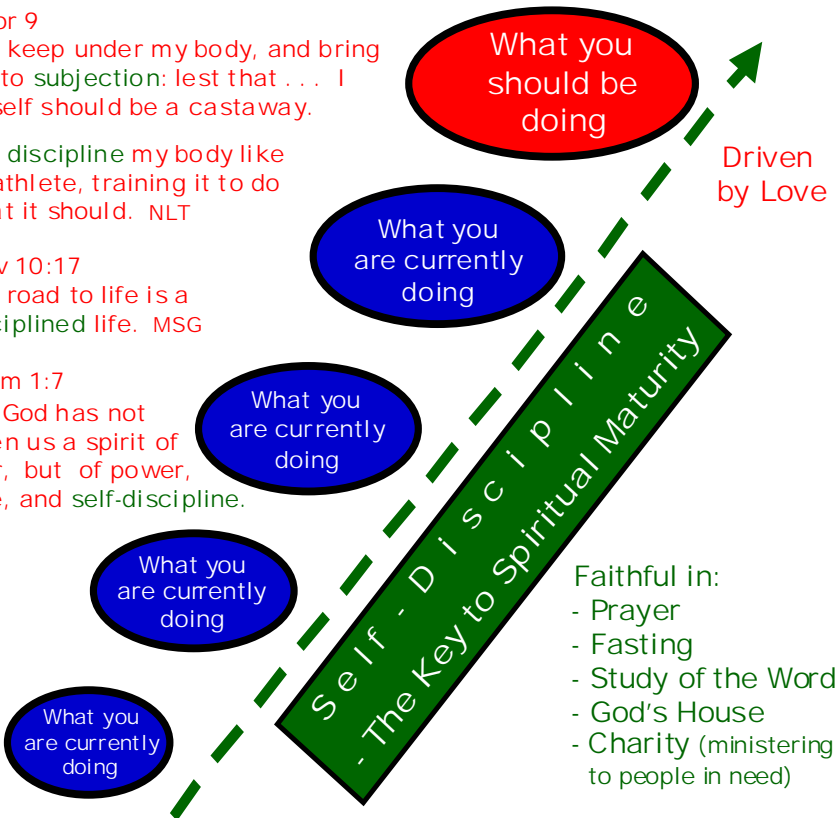 or 9
keep under my body, and bring
to subjection: lest that . . . I
self should be a castaway.
discipline my body like
athlete, training it to do
at it should. NLT
v 10:17
road to life is a
ciplined life. MSG
m 1:7
God has not
en us a spirit of
r, but of power,
e, and self-discipline.
What you
should be
doing
Driven
by Love
What you
are currently
doing
What you
are currently
doing
What you
are currently
doing
What you
are currently
doing
Self - Discipline
- The Key to Spiritual Maturity
Faithful in:
- Prayer
- Fasting
- Study of the Word
- God's House
- Charity (ministering
to people in need)